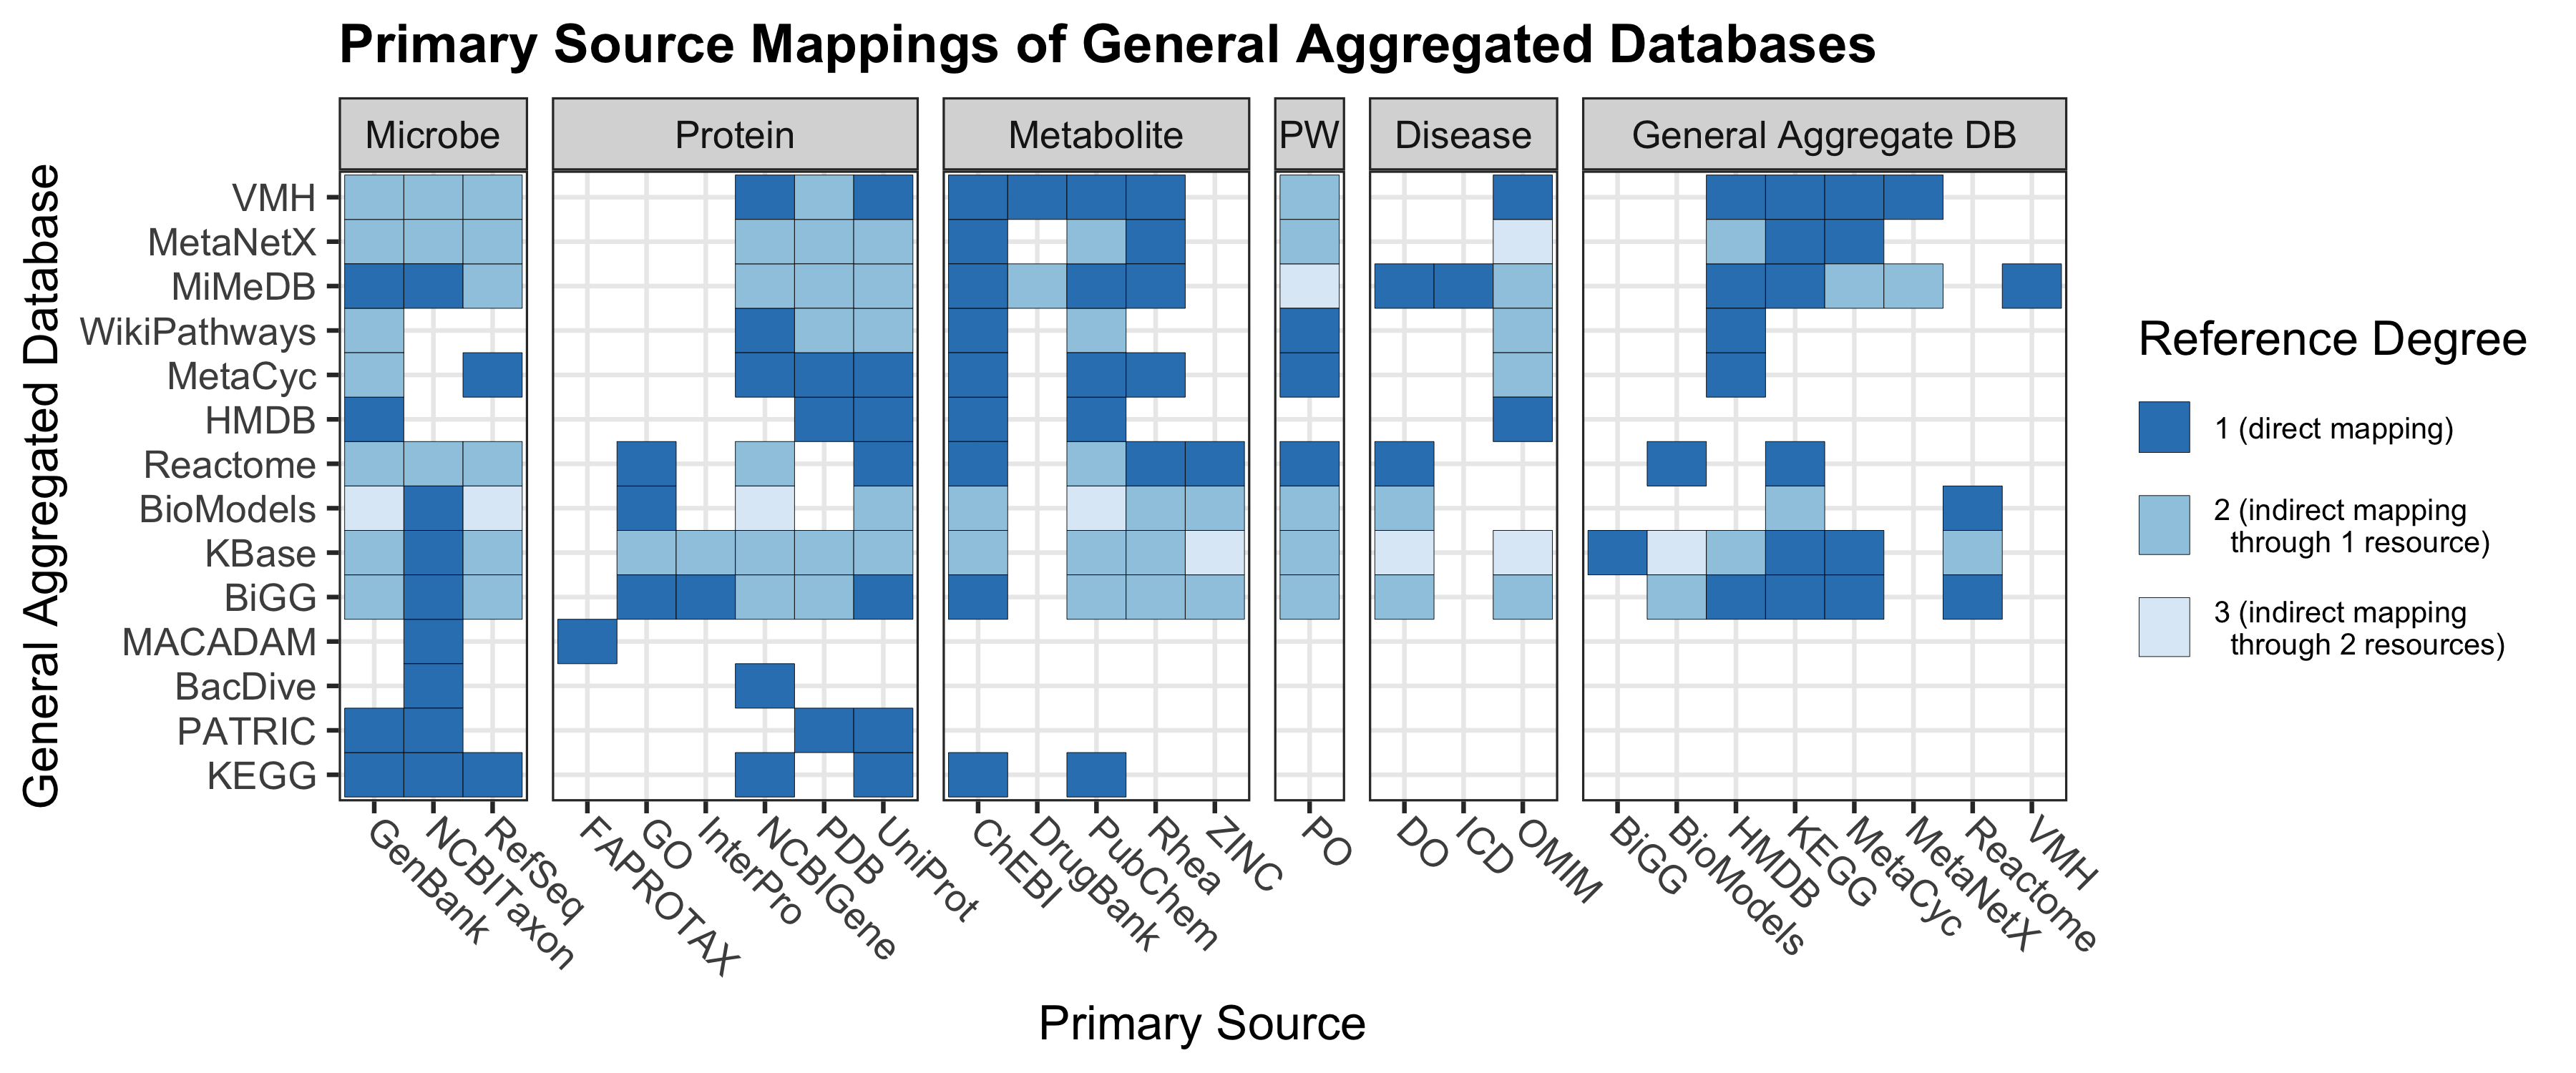 Primary Source Mappings of General Aggregated Databases
Microbe
Protein
Metabolite
PW
Disease
General Aggregate DB
General Aggregated Database
VMH
MetaNetX
MiMeDB
WikiPathways
MetaCyc
HMDB
Reactome
BioModels
KBase
BiGG
MACADAM
BacDive
PATRIC
KEGG
GenBank
NCBITaxon
RefSeq
FAPROTAX
GO
InterPro
NCBIGene
PDB
UniProt
ChEBI
DrugBank
PubChem
Rhea
ZINC
PO
DO
ICD
OMIM
BiGG
BioModels
HMDB
KEGG
MetaCyc
MetaNetX
Reactome
VMH
Primary Source
Reference Degree
1 (direct mapping)
2 (indirect mapping
through 1 resource)
3 (indirect mapping
through 2 resources)